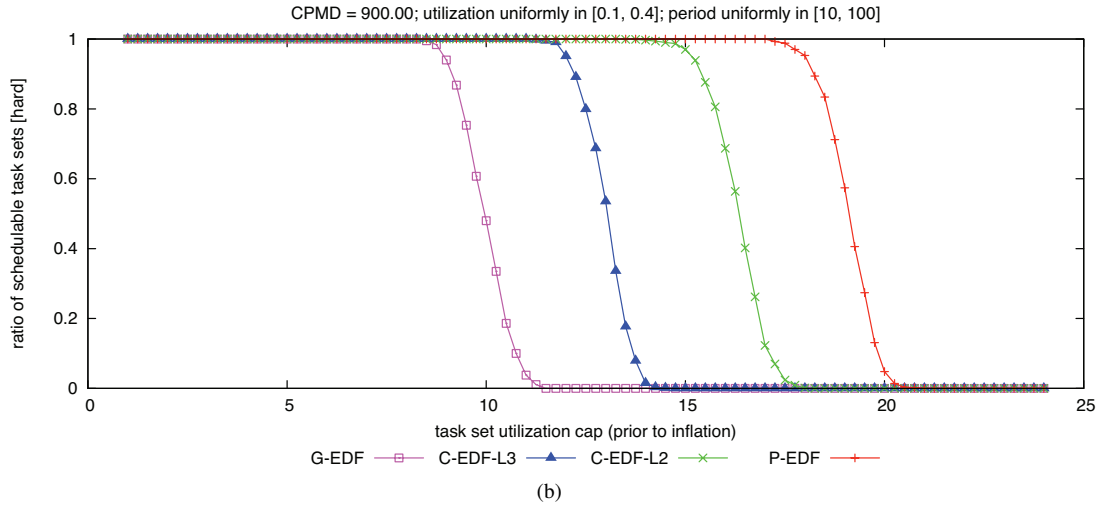 CPMD = 900.00; utilization uniformly in [0.1, 0.4]; period uniformly in [10, 100]
1
0.8
0.6
0.4
0.2
0
ratio of schedulable task sets [hard]
0 5 10 15 20 25
task set utilization cap (prior to inflation)
G-EDF C-EDF-L3 C-EDF-L2 P-EDF
(b)